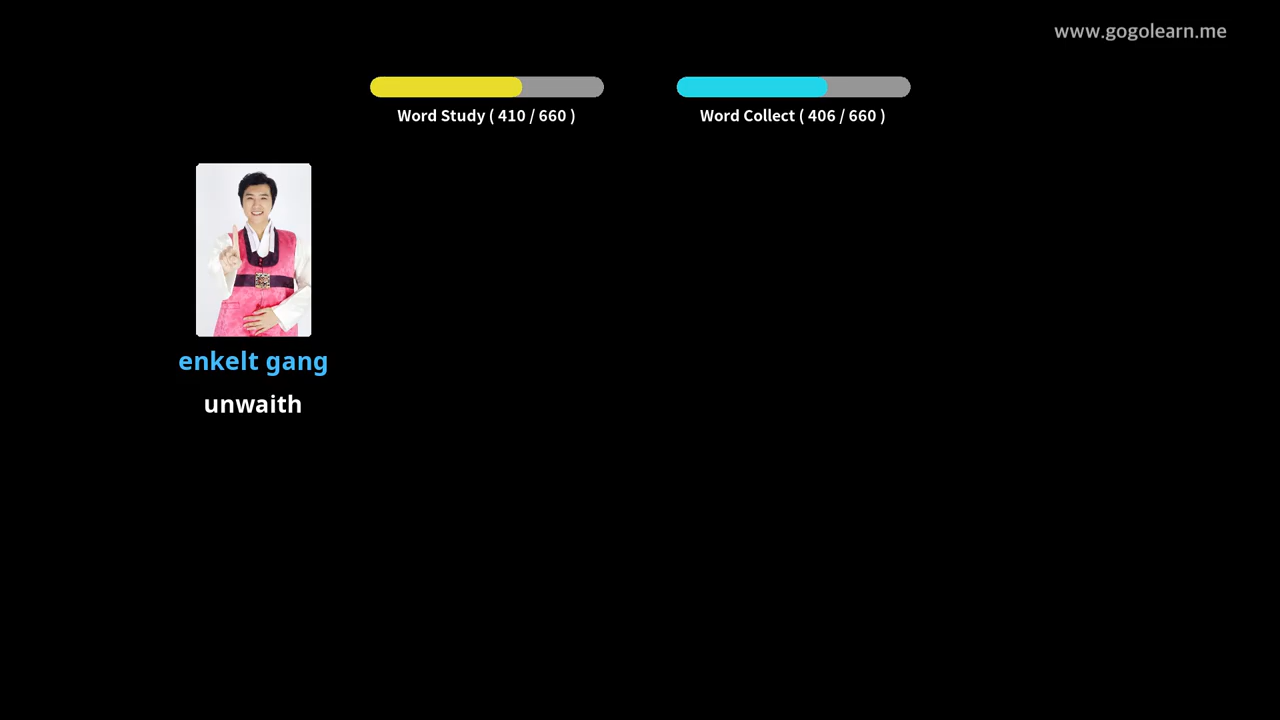 www.gogolearn.me
Word Study ( 410 / 660 )
Word Collect ( 406 / 660 )
enkelt gang
unwaith